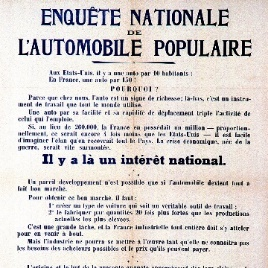 ENQUÊTE NATIONALE
DE
L'AUTOMOBILE POPULAIRE
Aux Etats-Unis, il y a une auto par 10 habitants :
En France, une auto par 150 !
POURQUOI ?
Parce que chez nous, l'auto est un signe de richesse; là-bas, c'est un instru-
ment de travail que tout le monde utilise.
Une auto par sa facilité et sa rapidité de déplacement triple l'activité de
celui qui l'emploie.
Si, au lieu de 260.000, la France en possédait un million — proportion-
nellement, ce serait encore 4 fois moins que les Etats-Unis — il est facile
d'imaginer l'élan qu'en recevrait tout le Pays. La crise économique, née de la
guerre, serait vite surmontée.
Il y a là un intérêt national.
Un pareil développement n'est possible que si l'automobile devient tout à
fait bon marché.
Pour obtenir ce bon marché, il faut :
1° créer un type de voiture qui soit un véritable outil de travail ;
2° le fabriquer par quantités 20 fois plus fortes que les productions
actuelles les plus élevées.
C'est une grande tâche, et la France industrielle tout entière doit s'y atteler
pour en venir à bout.
Mais l'industrie ne pourra se mettre à l'œuvre tant qu'elle ne connaîtra pas
les besoins des acheteurs possibles et le prix qu'ils peuvent payer.